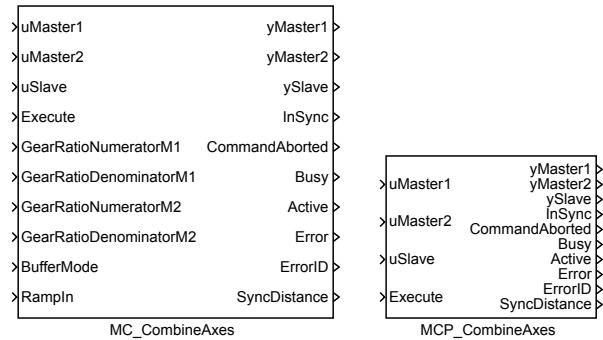 uMaster1 yMaster1
uMaster2 yMaster2
uSlave ySlave
Execute InSync
GearRatioNumeratorM1 CommandAborted
GearRatioDenominatorM1 Busy
GearRatioNumeratorM2 Active
GearRatioDenominatorM2 Error
BufferMode ErrorID
RampIn SyncDistance
MC_CombineAxes
yMaster1
uMaster1 yMaster2
ySlave
uMaster2 InSync
CommandAborted
Busy
uSlave Active
Error
Execute ErrorID
SyncDistance
MCP_CombineAxes